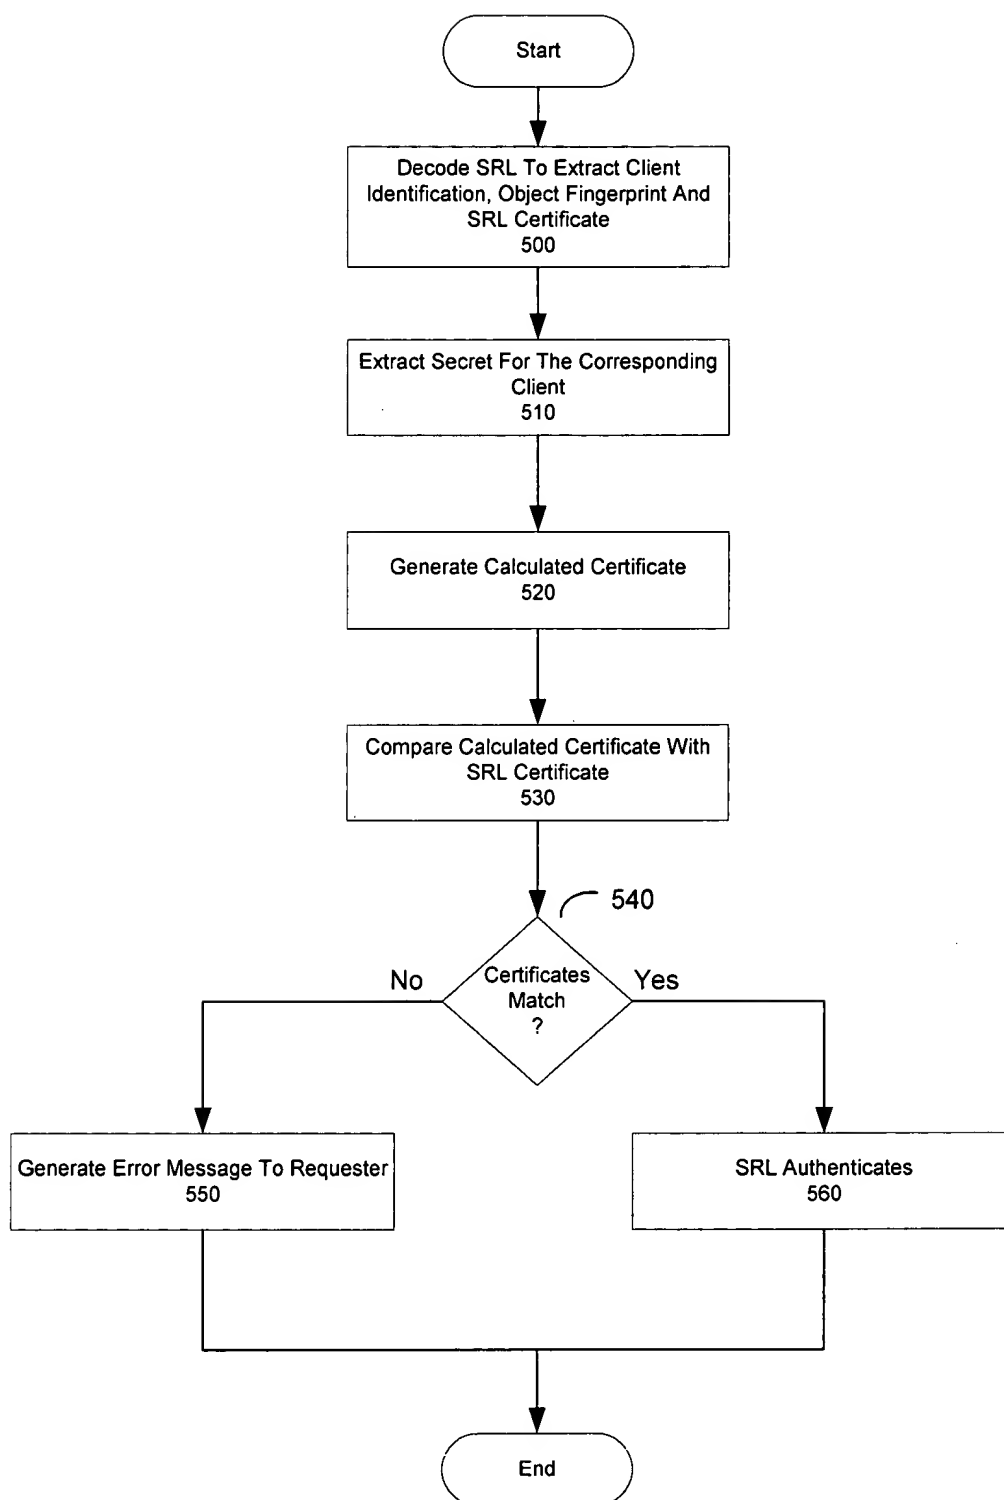 Start
Decode SRL To Extract Client
Identification, Object Fingerprint And
SRL Certificate
500
Extract Secret For The Corresponding
Client
510
Generate Calculated Certificate
520
Compare Calculated Certificate With
SRL Certificate
530
540
Certificates
Match
?
No
Yes
Generate Error Message To Requester
550
SRL Authenticates
560
End